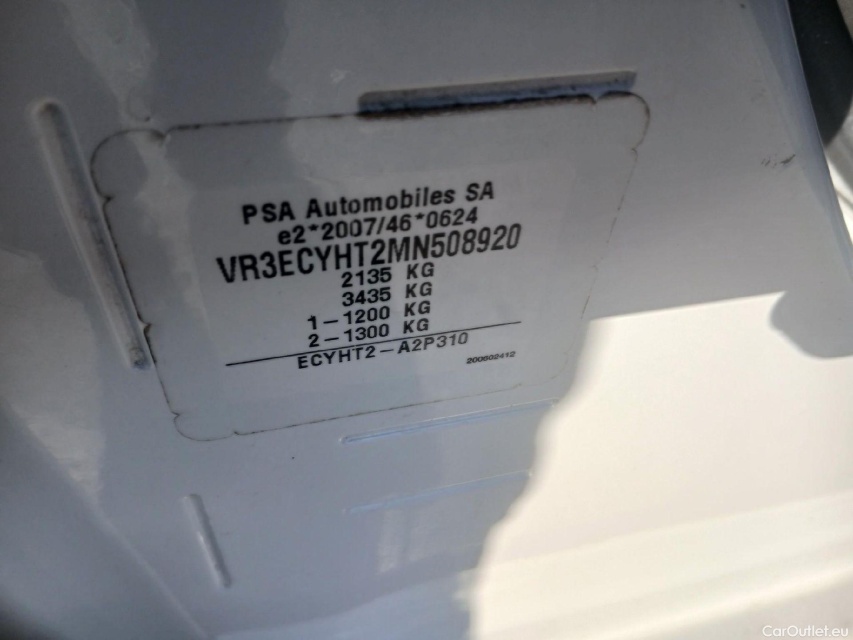 PSA Automobiles SA
e2*2007/46*0624
VR3ECYHT2MN508920
2135 KG
3435 KG
1-1200 KG
2-1300 KG
ECYHT2-A2P310
200602412
CarOutlet.eu